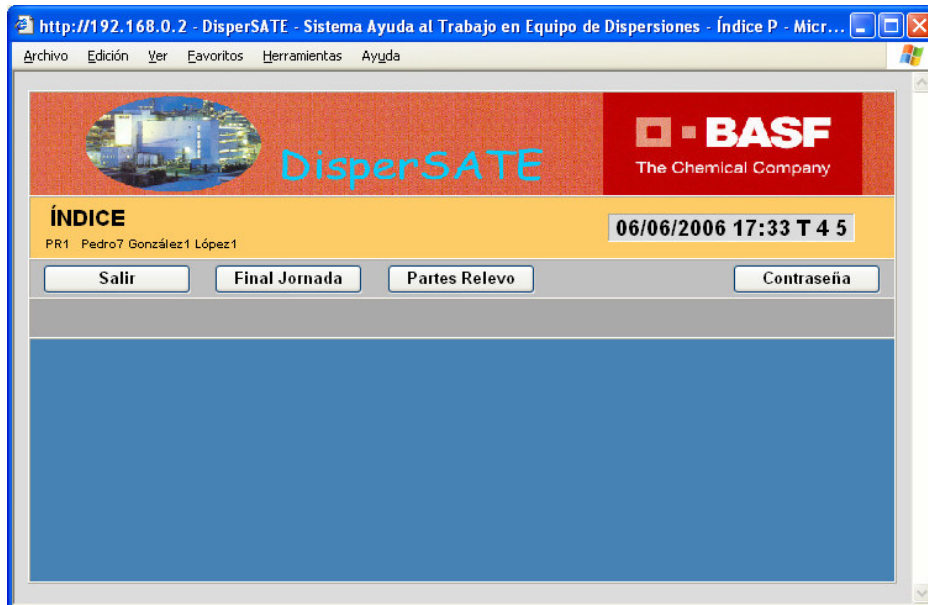 http://192.168.0.2 - DisperSATE - Sistema Ayuda al Trabajo en Equipo de Dispersiones - Índice P - Micr...
Archivo Edición Ver Favoritos Herramientas Ayuda
DisperSATE
BASF
The Chemical Company
ÍNDICE
06/06/2006 17:33 T 4 5
PR1 Pedro7 González1 López1
Salir Final Jornada Partes Relevo Contraseña